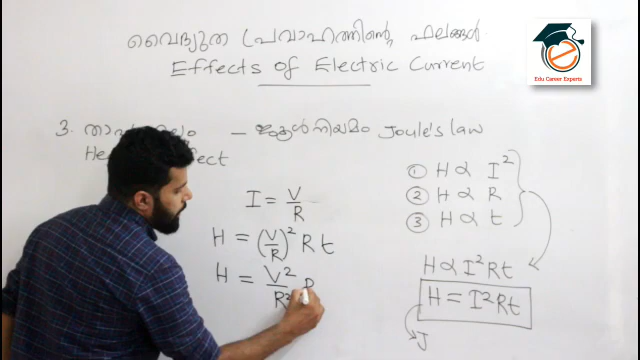 വൈദ്യുത പ്രവാഹത്തിന്റെ ഫലങ്ങൾ
Effects of Electric Current
Edu Career Experts
3. – ജൂൾ നിയമം Joule's law
I = V/R
H = (V/R)² R t
H = V²/R²
① H ∝ I²
② H ∝ R
③ H ∝ t
H ∝ I²Rt
H = I²Rt
J